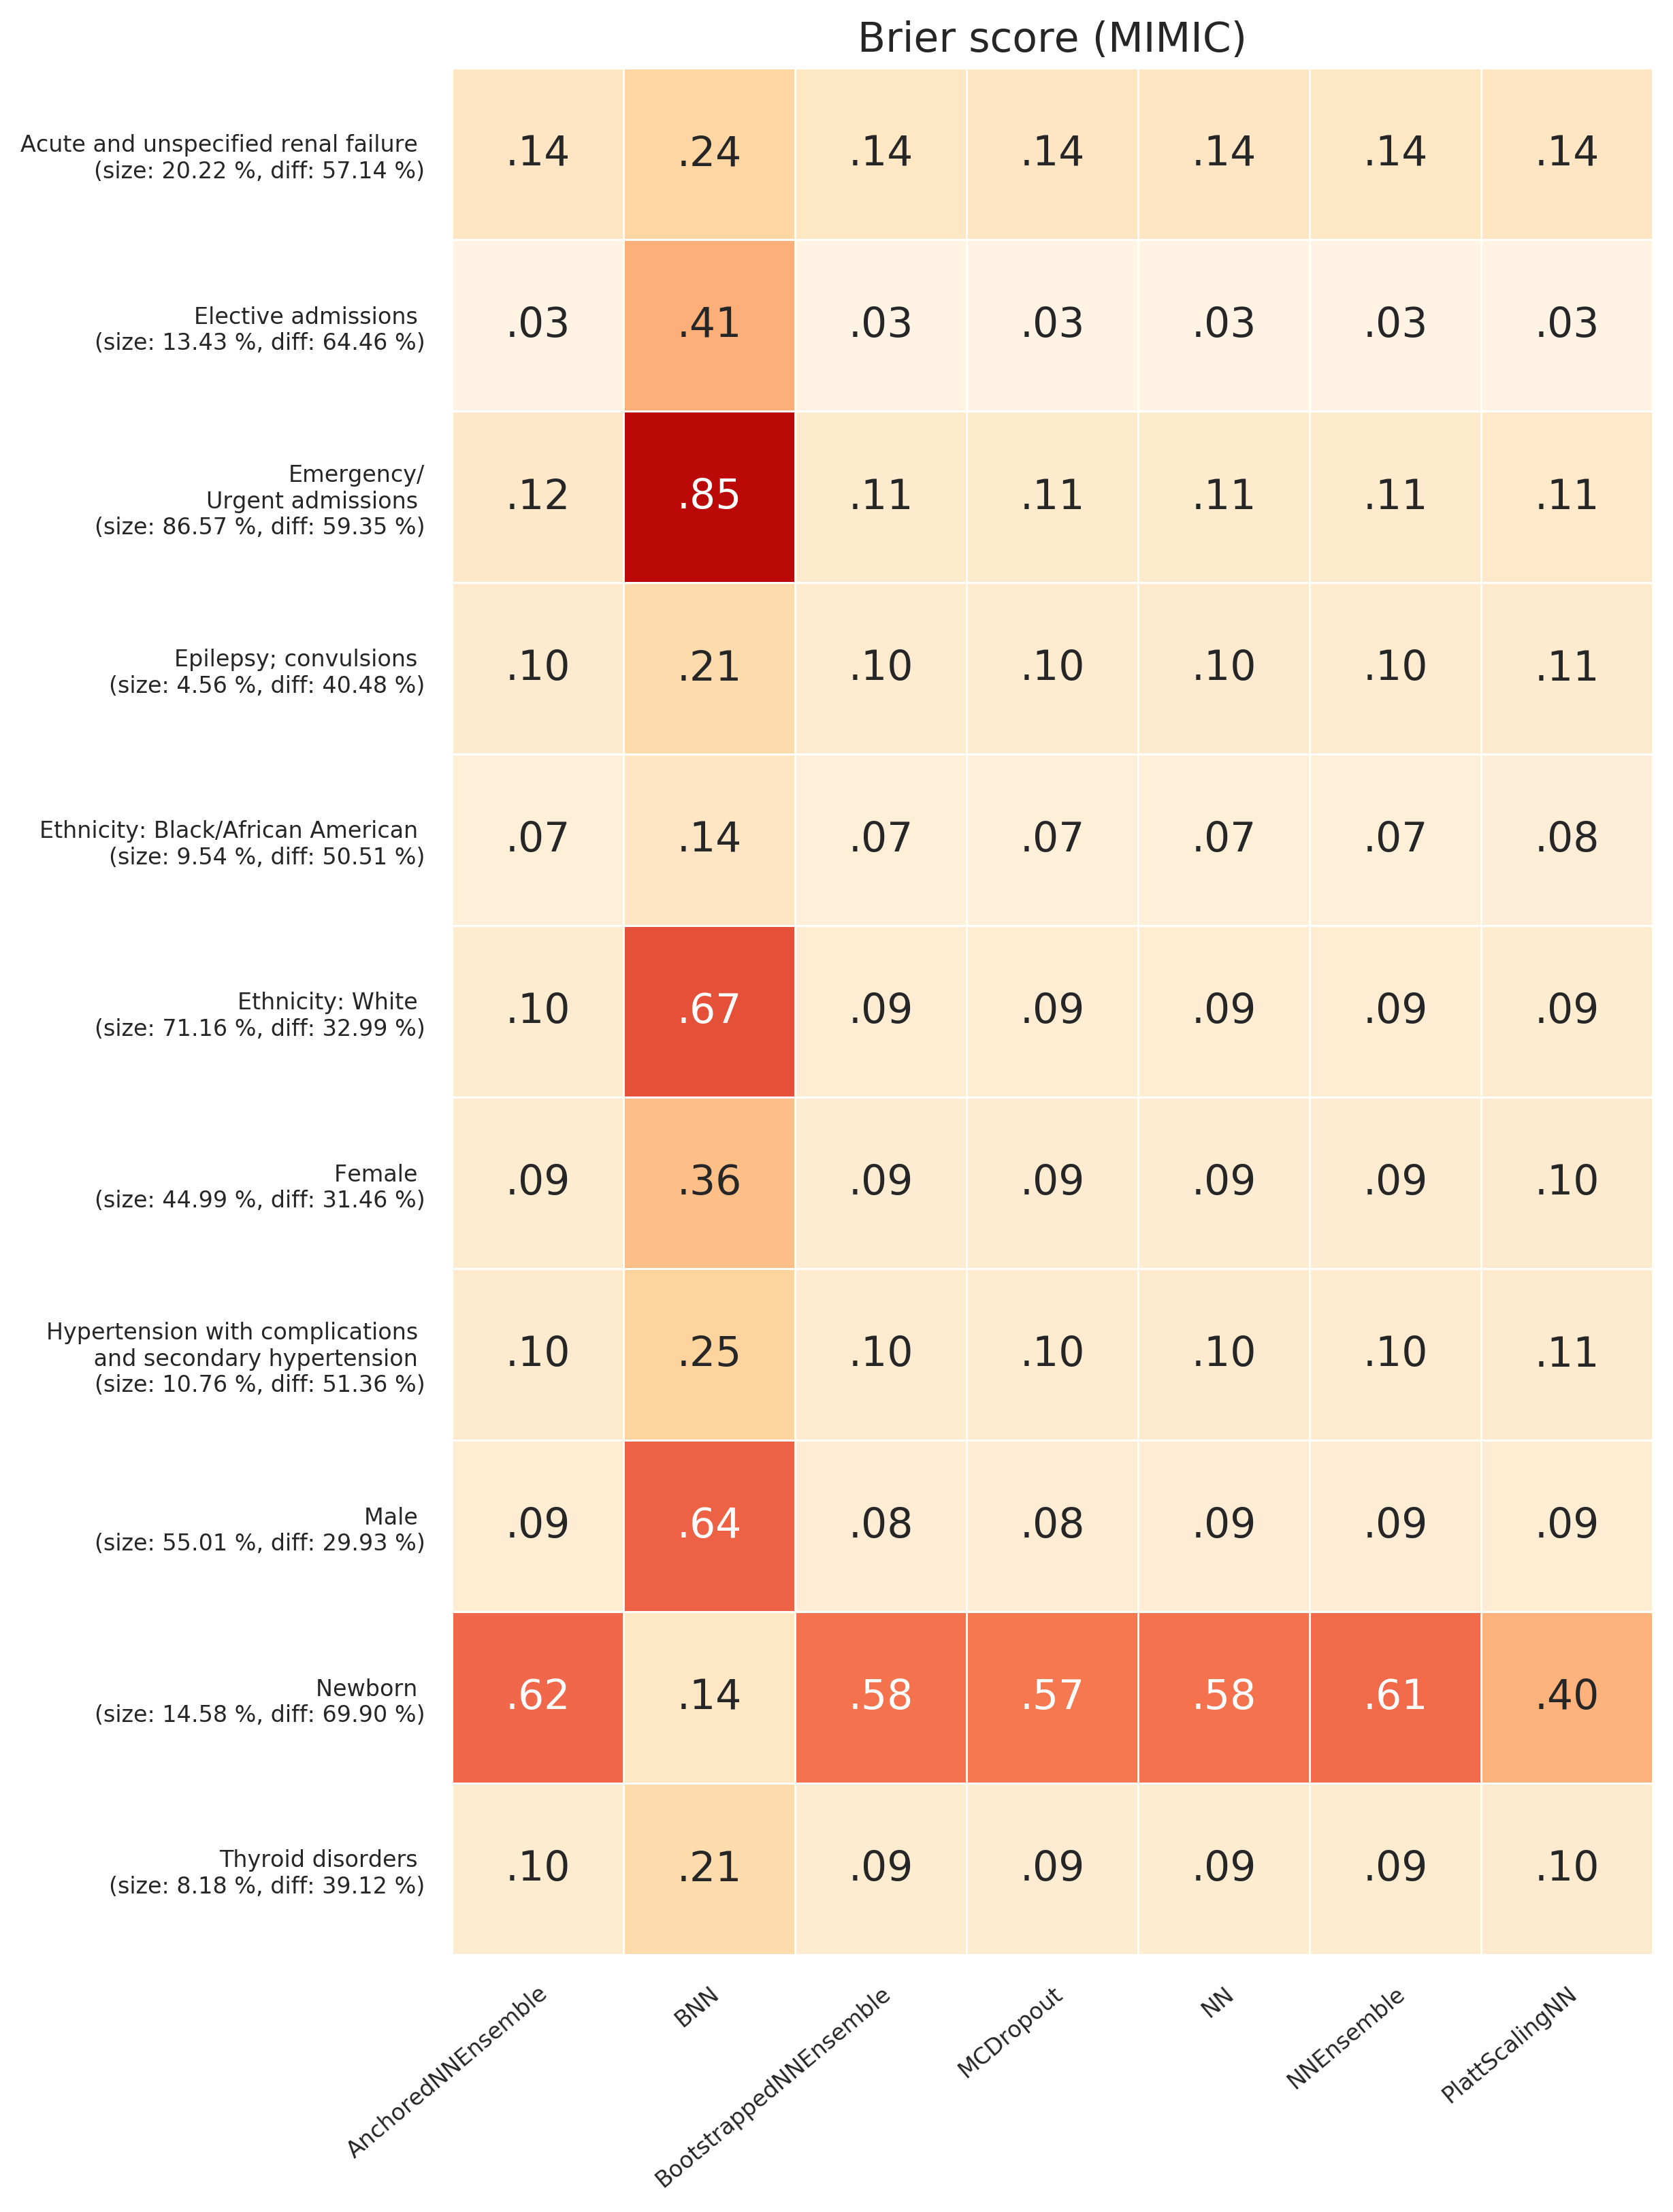 Brier score (MIMIC)
Acute and unspecified renal failure
(size: 20.22 %, diff: 57.14 %)
.14 .24 .14 .14 .14 .14 .14
Elective admissions
(size: 13.43 %, diff: 64.46 %)
.03 .41 .03 .03 .03 .03 .03
Emergency/
Urgent admissions
(size: 86.57 %, diff: 59.35 %)
.12 .85 .11 .11 .11 .11 .11
Epilepsy; convulsions
(size: 4.56 %, diff: 40.48 %)
.10 .21 .10 .10 .10 .10 .11
Ethnicity: Black/African American
(size: 9.54 %, diff: 50.51 %)
.07 .14 .07 .07 .07 .07 .08
Ethnicity: White
(size: 71.16 %, diff: 32.99 %)
.10 .67 .09 .09 .09 .09 .09
Female
(size: 44.99 %, diff: 31.46 %)
.09 .36 .09 .09 .09 .09 .10
Hypertension with complications
and secondary hypertension
(size: 10.76 %, diff: 51.36 %)
.10 .25 .10 .10 .10 .10 .11
Male
(size: 55.01 %, diff: 29.93 %)
.09 .64 .08 .08 .09 .09 .09
Newborn
(size: 14.58 %, diff: 69.90 %)
.62 .14 .58 .57 .58 .61 .40
Thyroid disorders
(size: 8.18 %, diff: 39.12 %)
.10 .21 .09 .09 .09 .09 .10
AnchoredNNEnsemble
BNN
BootstrappedNNEnsemble
MCDropout
NN
NNEnsemble
PlattScalingNN